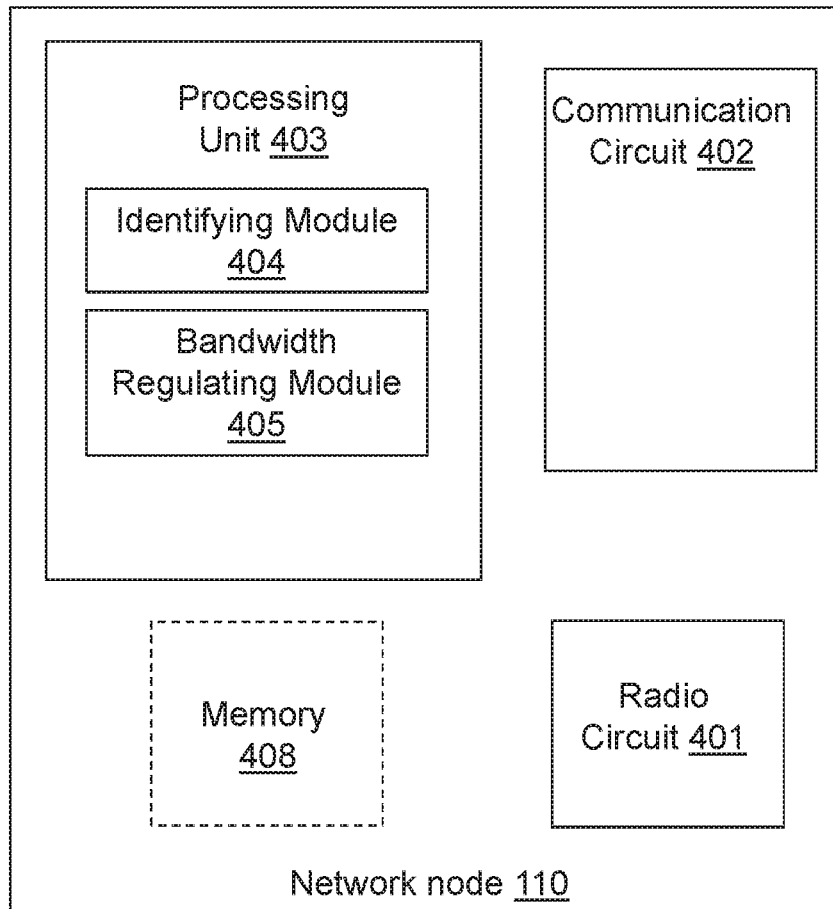 Processing
Unit 403
Identifying Module
404
Bandwidth
Regulating Module
405
Communication
Circuit 402
Memory
408
Radio
Circuit 401
Network node 110